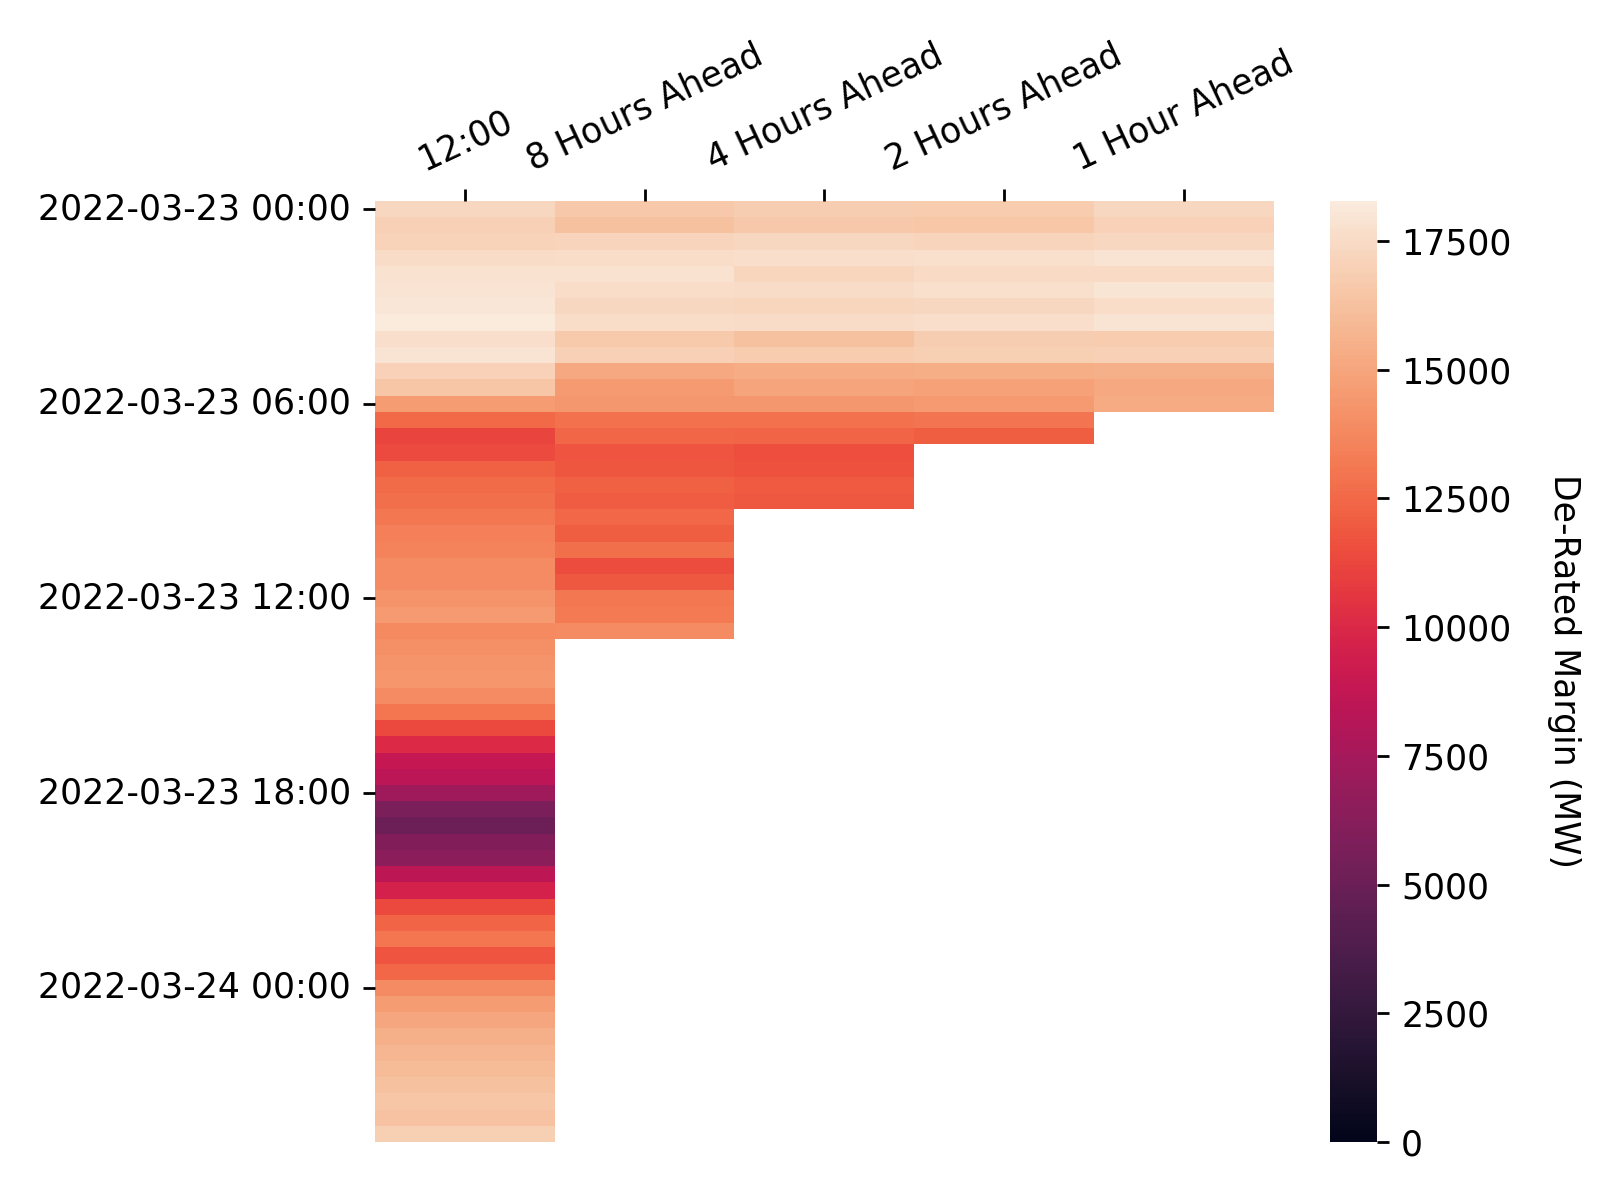 12:00
8 Hours Ahead
4 Hours Ahead
2 Hours Ahead
1 Hour Ahead
2022-03-23 00:00
2022-03-23 06:00
2022-03-23 12:00
2022-03-23 18:00
2022-03-24 00:00
17500
15000
12500
10000
7500
5000
2500
0
De-Rated Margin (MW)